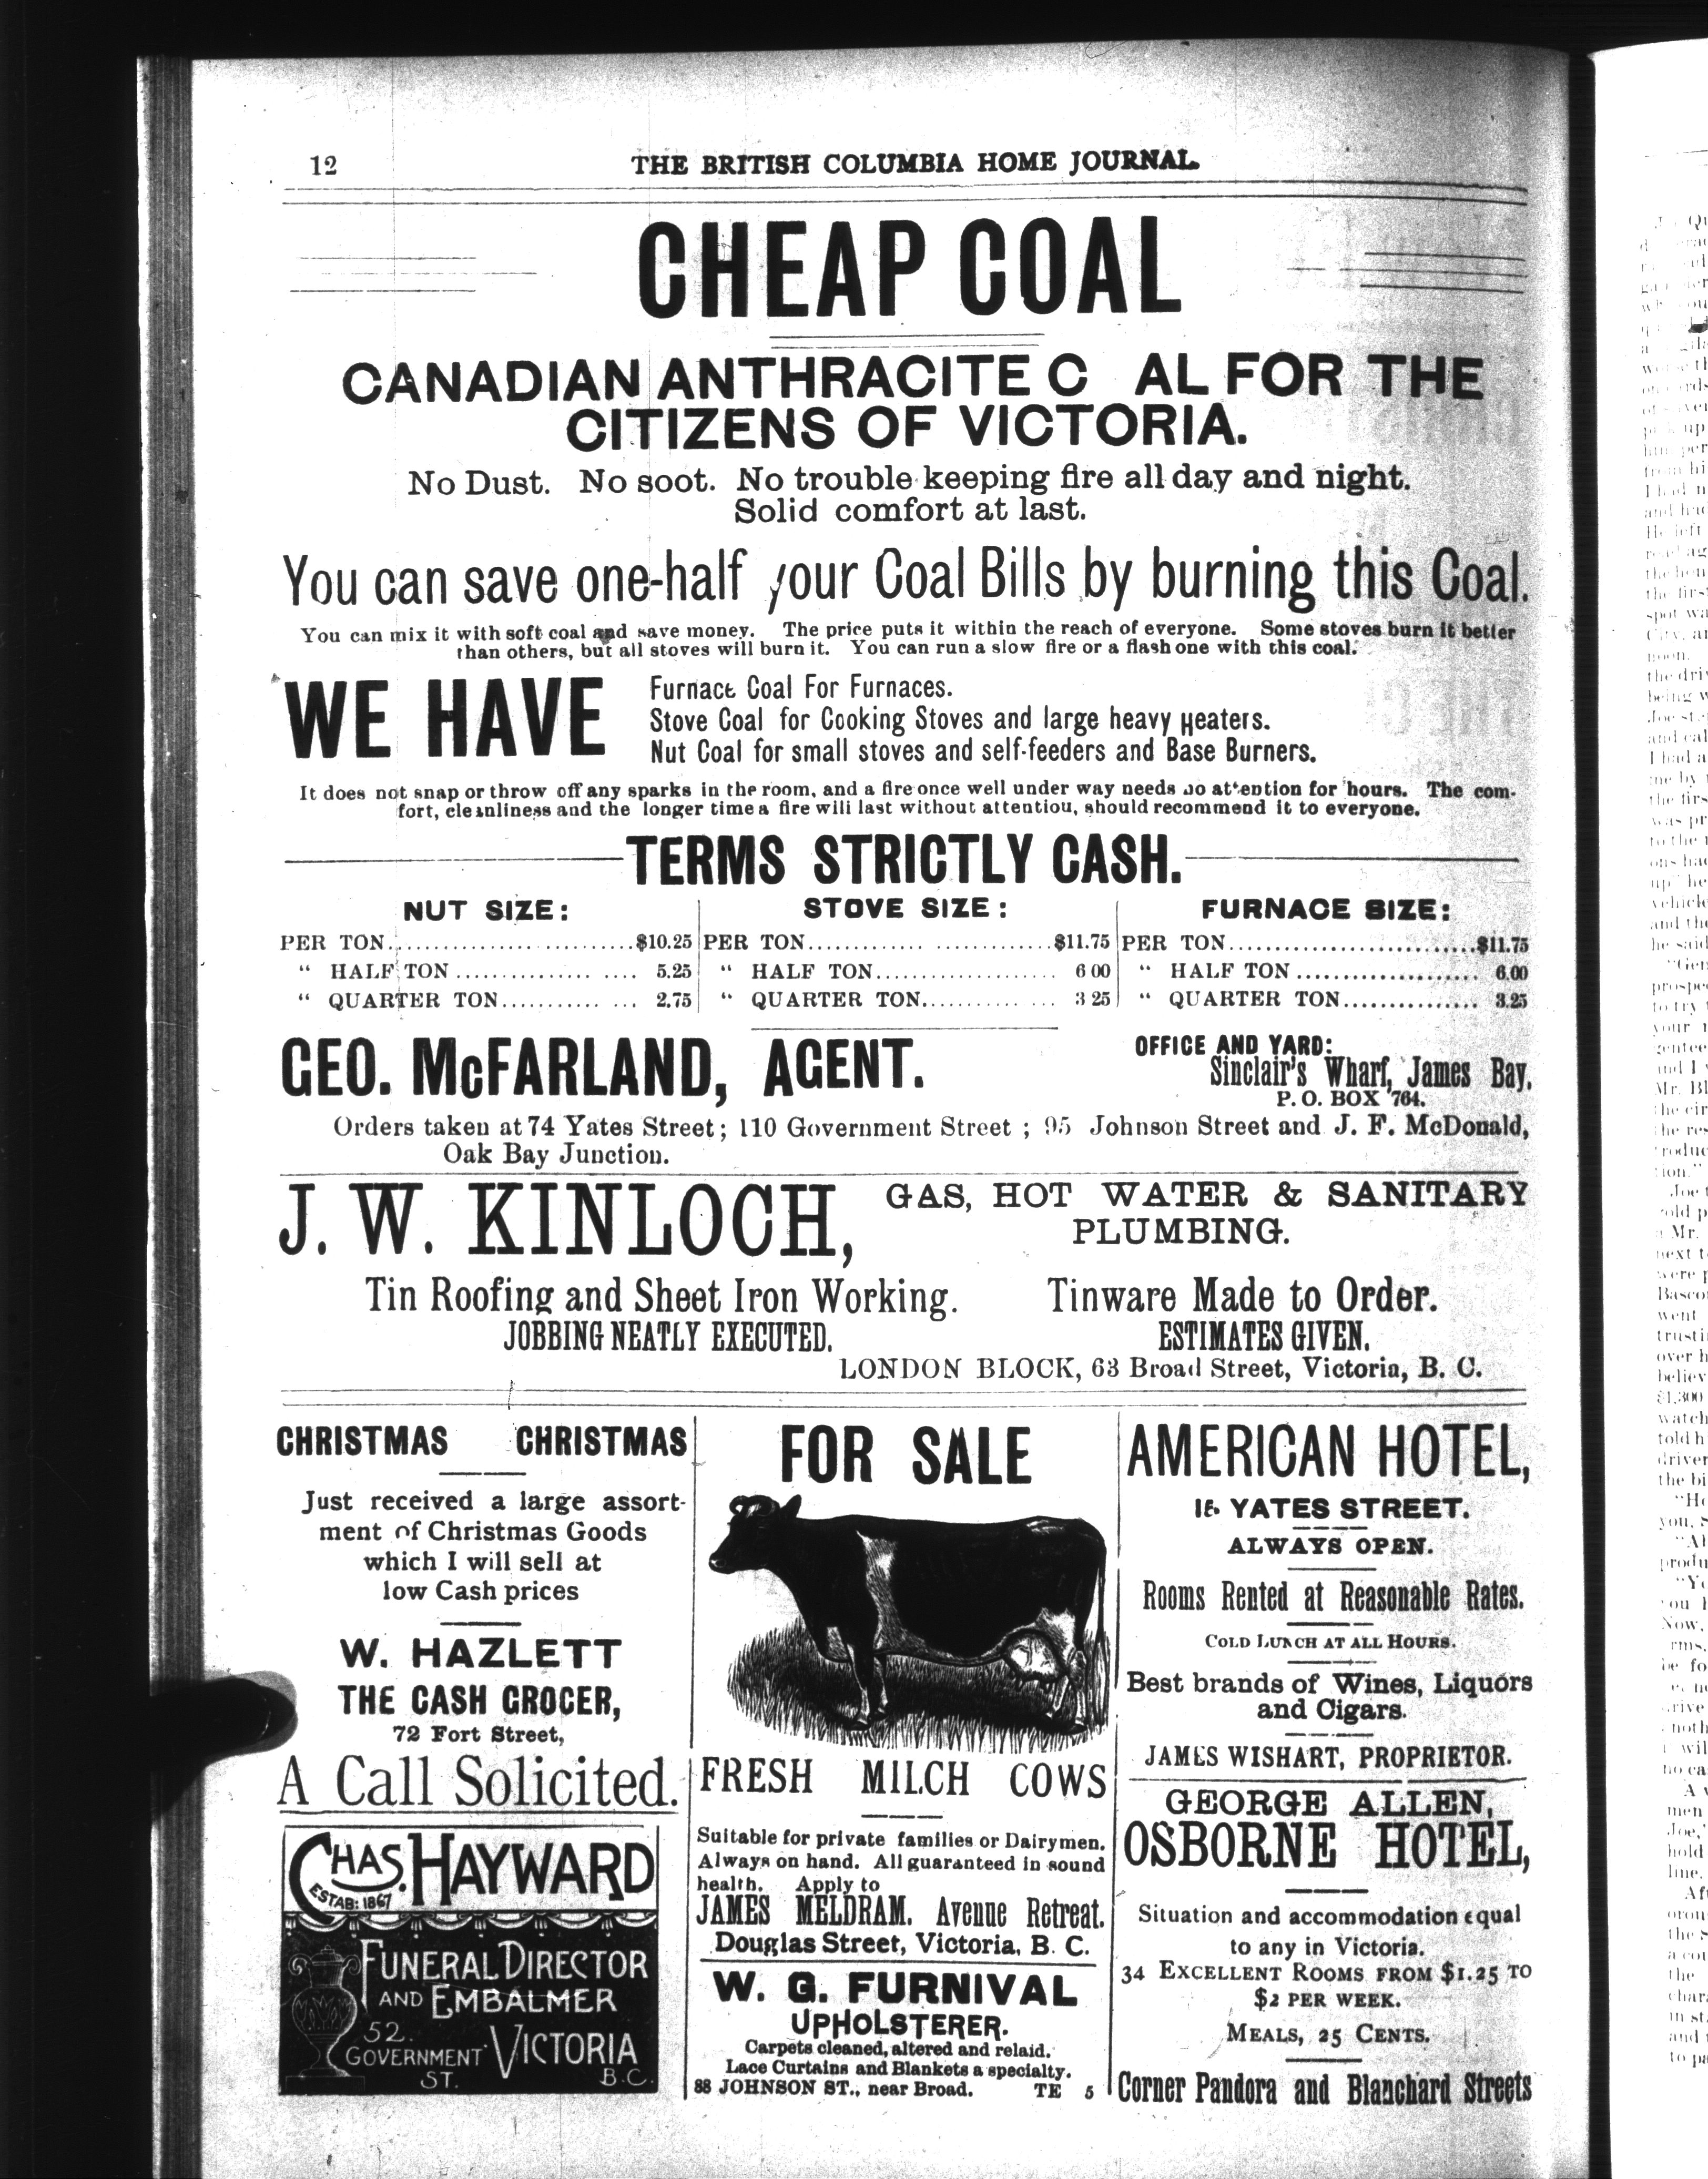 12
THE BRITISH COLUMBIA HOME JOURNAL.
CHEAP COAL
CANADIAN ANTHRACITE C AL FOR THE
CITIZENS OF VICTORIA.
No Dust. No soot. No trouble keeping fire all day and night.
Solid comfort at last.
You can save one-half your Coal Bills by burning this Coal.
You can mix it with soft coal and save money. The price puts it within the reach of everyone. Some stoves burn it better
than others, but all stoves will burn it. You can run a slow fire or a flash one with this coal.
WE HAVE
Furnace Coal For Furnaces.
Stove Coal for Cooking Stoves and large heavy Heaters.
Nut Coal for small stoves and self-feeders and Base Burners.
It does not snap or throw off any sparks in the room, and a fire once well under way needs no attention for hours. The com-
fort, cleanliness and the longer time a fire will last without attentiou, should recommend it to everyone.
TERMS STRICTLY CASH.
NUT SIZE:
PER TON............................$10.25
" HALF TON .................... 5.25
" QUARTER TON............ ... 2.75
STOVE SIZE:
PER TON............................$11.75
" HALF TON..................... 6 00
" QUARTER TON............ ... 3 25
FURNACE SIZE:
PER TON............................$11.75
" HALF TON..................... 6.00
" QUARTER TON............... 3.25
GEO. McFARLAND, AGENT.
OFFICE AND YARD:
Sinclair's Wharf, James Bay.
P. O. BOX 764.
Orders taken at 74 Yates Street; 110 Government Street ; 95 Johnson Street and J. F. McDonald,
Oak Bay Junction.
J. W. KINLOCH,
GAS, HOT WATER & SANITARY
PLUMBING.
Tin Roofing and Sheet Iron Working. Tinware Made to Order.
JOBBING NEATLY EXECUTED. ESTIMATES GIVEN.
LONDON BLOCK, 63 Broad Street, Victoria, B. C.
CHRISTMAS CHRISTMAS
Just received a large assort-
ment of Christmas Goods
which I will sell at
low Cash prices
W. HAZLETT
THE CASH GROCER,
72 Fort Street,
A Call Solicited.
CHAS. HAYWARD
ESTAB: 1867
FUNERAL DIRECTOR
AND EMBALMER
52.
GOVERNMENT
ST.
VICTORIA
B.C.
FOR SALE
FRESH MILCH COWS
Suitable for private families or Dairymen.
Always on hand. All guaranteed in sound
health. Apply to
JAMES MELDRAM. Avenue Retreat.
Douglas Street, Victoria, B. C.
W. G. FURNIVAL
UPHOLSTERER.
Carpets cleaned, altered and relaid.
Lace Curtains and Blankets a specialty.
88 JOHNSON ST., near Broad. TE 5
AMERICAN HOTEL,
YATES STREET.
ALWAYS OPEN.
Rooms Rented at Reasonable Rates.
COLD LUNCH AT ALL HOURS.
Best brands of Wines, Liquors
and Cigars.
JAMES WISHART, PROPRIETOR.
GEORGE ALLEN,
OSBORNE HOTEL,
Situation and accommodation equal
to any in Victoria.
34 EXCELLENT ROOMS FROM $1.25 TO
$2 PER WEEK.
MEALS, 25 CENTS.
Corner Pandora and Blanchard Streets